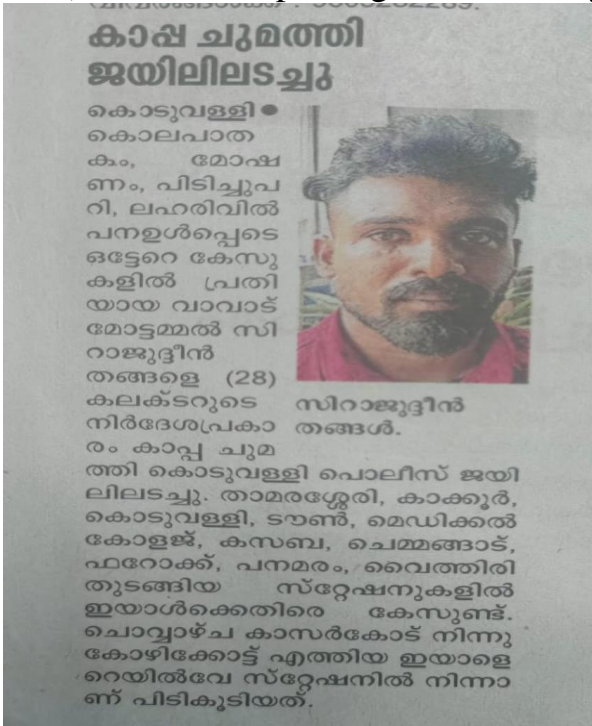 കാപ്പ ചുമത്തി
ജയിലിലടച്ചു
കൊടുവള്ളി ●
കൊലപാത
കം, മോഷ
ണം, പിടിച്ചുപ
റി, ലഹരിവിൽ
പനഉൾപ്പെടെ
ഒട്ടേറെ കേസു
കളിൽ പ്രതി
യായ വാവാട്
മോട്ടമ്മൽ സി
റാജുദ്ദീൻ
തങ്ങളെ (28)
കലക്ടറുടെ
നിർദേശപ്രകാ
രം കാപ്പ ചുമ
ത്തി കൊടുവള്ളി പൊലീസ് ജയി
ലിലടച്ചു. താമരശ്ശേരി, കാക്കൂർ,
കൊടുവള്ളി, ടൗൺ, മെഡിക്കൽ
കോളജ്, കസബ, ചെമ്മങ്ങാട്,
ഫറോക്ക്, പനമരം, വൈത്തിരി
തുടങ്ങിയ സ്റ്റേഷനുകളിൽ
ഇയാൾക്കെതിരെ കേസുണ്ട്.
ചൊവ്വാഴ്ച കാസർകോട് നിന്നു
കോഴിക്കോട്ട് എത്തിയ ഇയാളെ
റെയിൽവേ സ്റ്റേഷനിൽ നിന്നാ
ണ് പിടികൂടിയത്.
സിറാജുദ്ദീൻ
തങ്ങൾ.